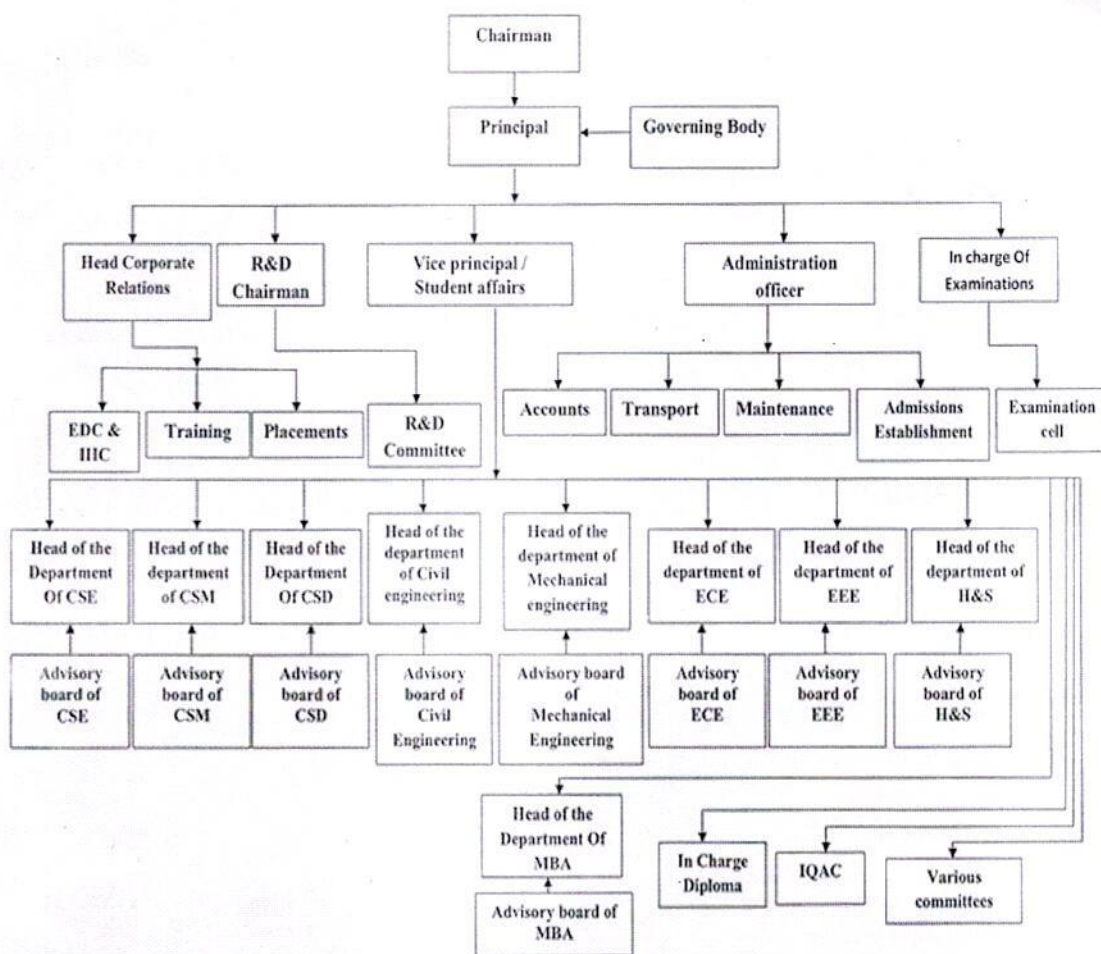 Chairman
Principal
Governing Body
Head Corporate
Relations
R&D
Chairman
Vice principal /
Student affairs
Administration
officer
In charge Of
Examinations
EDC &
IIIC
Training
Placements
R&D
Committee
Accounts
Transport
Maintenance
Admissions
Establishment
Examination
cell
Head of the
Department
Of CSE
Head of the
department
of CSM
Head of the
Department
Of CSD
Head of the
department
of Civil
engineering
Head of the
department of
Mechanical
engineering
Head of the
department of
ECE
Head of the
department of
EEE
Head of the
department of
H&S
Advisory
board of
CSE
Advisory
board of
CSM
Advisory
board of
CSD
Advisory
board of
Civil
Engineering
Advisory board
of
Mechanical
Engineering
Advisory
board of
ECE
Advisory
board of
EEE
Advisory
board of
H&S
Head of the
Department Of
MBA
In Charge
Diploma
IQAC
Various
committees
Advisory board of
MBA